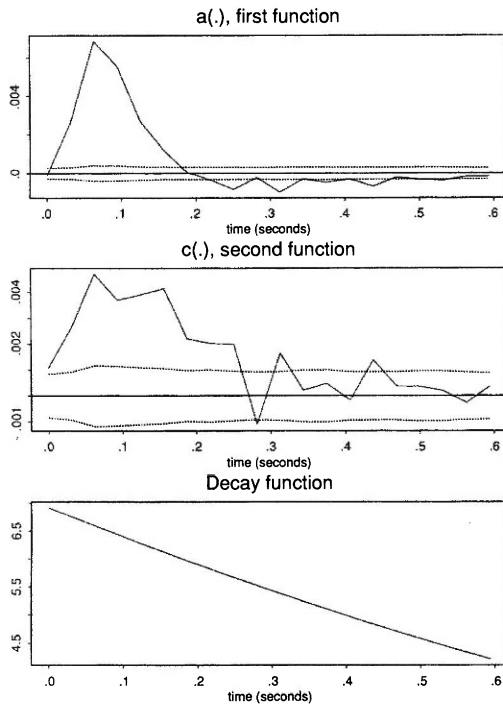 a(.), first function
.004
.0
.0 .1 .2 .3 .4 .5 .6
time (seconds)
c(.), second function
.004
.002
.001
.0 .1 .2 .3 .4 .5 .6
time (seconds)
Decay function
6.5
5.5
4.5
.0 .1 .2 .3 .4 .5 .6
time (seconds)